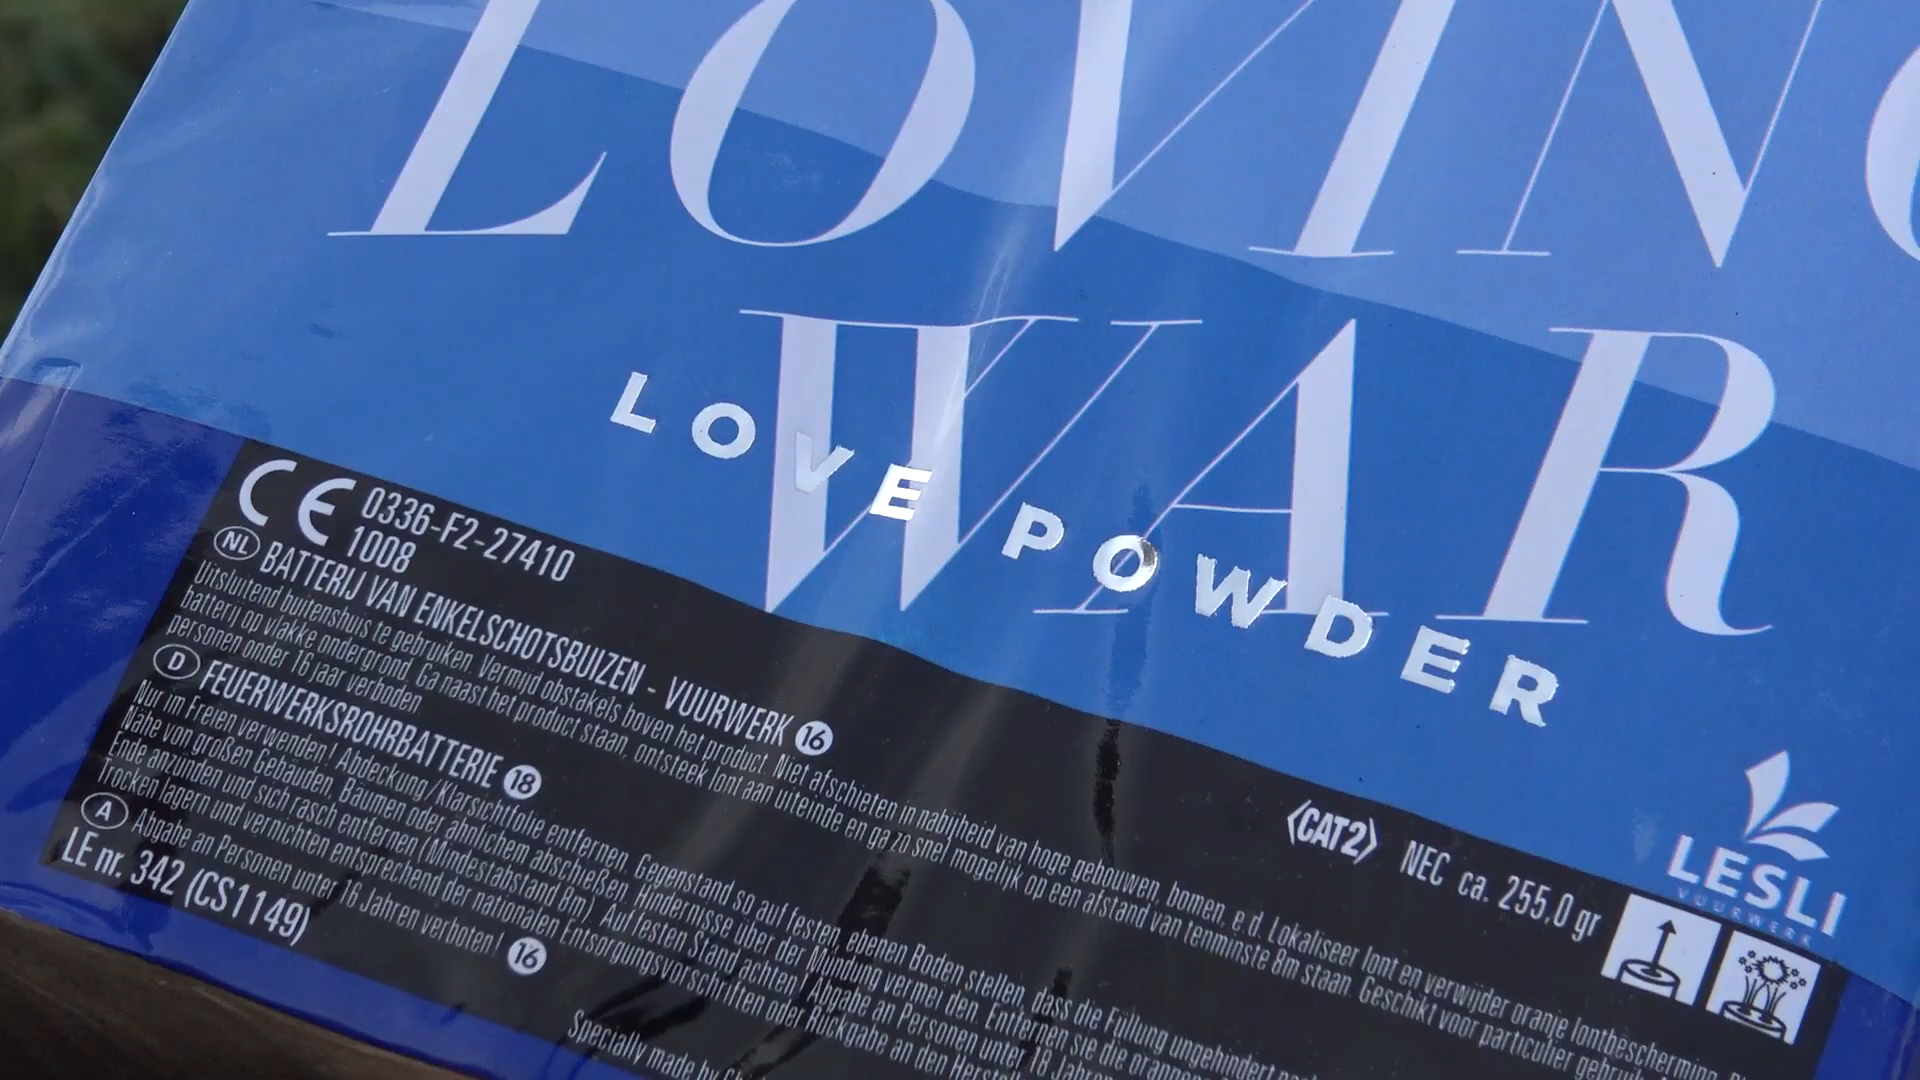 LOVING
WAR
LOVE POWDER
CE 0336-F2-27410
1008
NL BATTERIJ VAN ENKELSCHOTSBUIZEN - VUURWERK 16
Uitsluitend buitenshuis te gebruiken. Vermijd obstakels boven het product. Niet afschieten in nabijheid van hoge gebouwen, bomen, e.d. Lokaliseer lont en verwijder oranje lontbescherming.
batterij op vlakke ondergrond. Ga naast het product staan, ontsteek lont aan uiteinde en ga zo snel mogelijk op een afstand van tenminste 8m staan. Geschikt voor particulier gebruik.
personen onder 16 jaar verboden
D FEUERWERKSROHRBATTERIE 18
Nur im Freien verwenden! Abdeckung/Klarsichtfolie entfernen. Gegenstand so auf festen, ebenen Boden stellen, dass die Füllung ungehindert
Nähe von großen Gebäuden, Bäumen oder ähnlichem abschießen. Hindernisse über der Mündung vermeiden. Entfernen sie die orangene
Ende anzünden und sich rasch entfernen (Mindestabstand 8m). Auf festen Stand achten! Abgabe an Personen unter 18 Jahren
Trocken lagern und vernichten entsprechend der nationalen Entsorgungsvorschriften oder Rückgabe an den
A Abgabe an Personen unter 16 Jahren verboten! 16
LE nr. 342 (CS1149)
Specially made by
⟨CAT2⟩ NEC ca. 255,0 gr
LESLI
VUURWERK